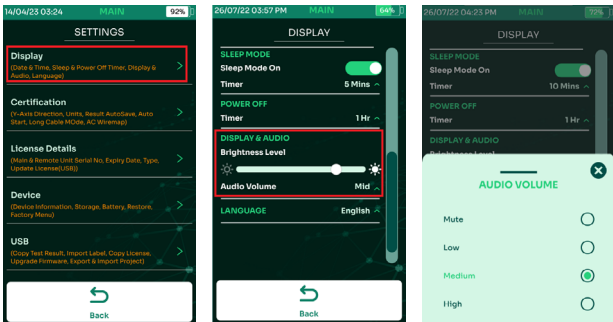 14/04/23 03:24 MAIN 92%
SETTINGS
Display
(Date & Time, Sleep & Power Off Timer, Display &
Audio, Language)
Certification
(Y-Axis Direction, Units, Result AutoSave, Auto
Start, Long Cable MOde, AC Wiremap)
License Details
(Main & Remote Unit Serial No, Expiry Date, Type,
Update License(USB))
Device
(Device Information, Storage, Battery, Restore,
Factory Menu)
USB
(Copy Test Result, Import Label, Copy License,
Upgrade Firmware, Export & Import Project)
Back
26/07/22 03:57 PM MAIN 64%
DISPLAY
SLEEP MODE
Sleep Mode On
Timer 5 Mins
POWER OFF
Timer 1 Hr
DISPLAY & AUDIO
Brightness Level
Audio Volume Mid
LANGUAGE English
Back
26/07/22 04:23 PM MAIN 72%
DISPLAY
SLEEP MODE
Sleep Mode On
Timer 10 Mins
POWER OFF
Timer 1 Hr
DISPLAY & AUDIO
Brightness Level
AUDIO VOLUME
Mute
Low
Medium
High